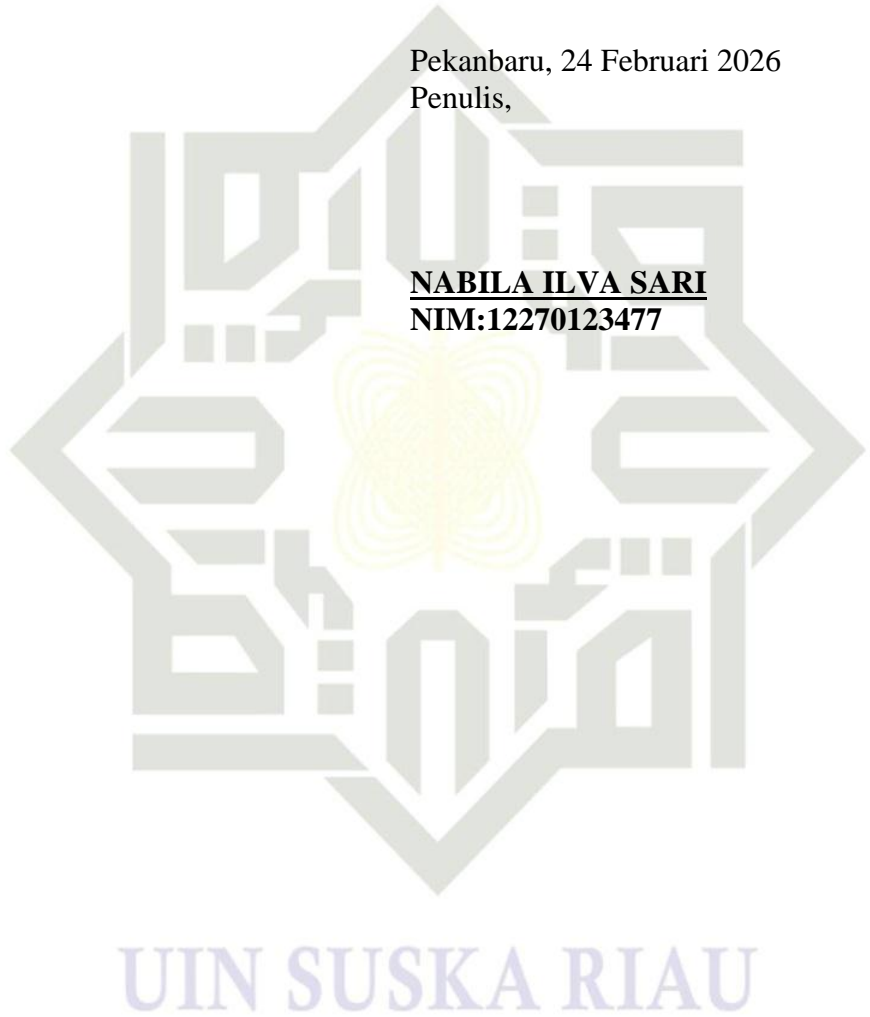 Pekanbaru, 24 Februari 2026
Penulis,
NABILA ILVA SARI
NIM:12270123477
UIN SUSKA RIAU